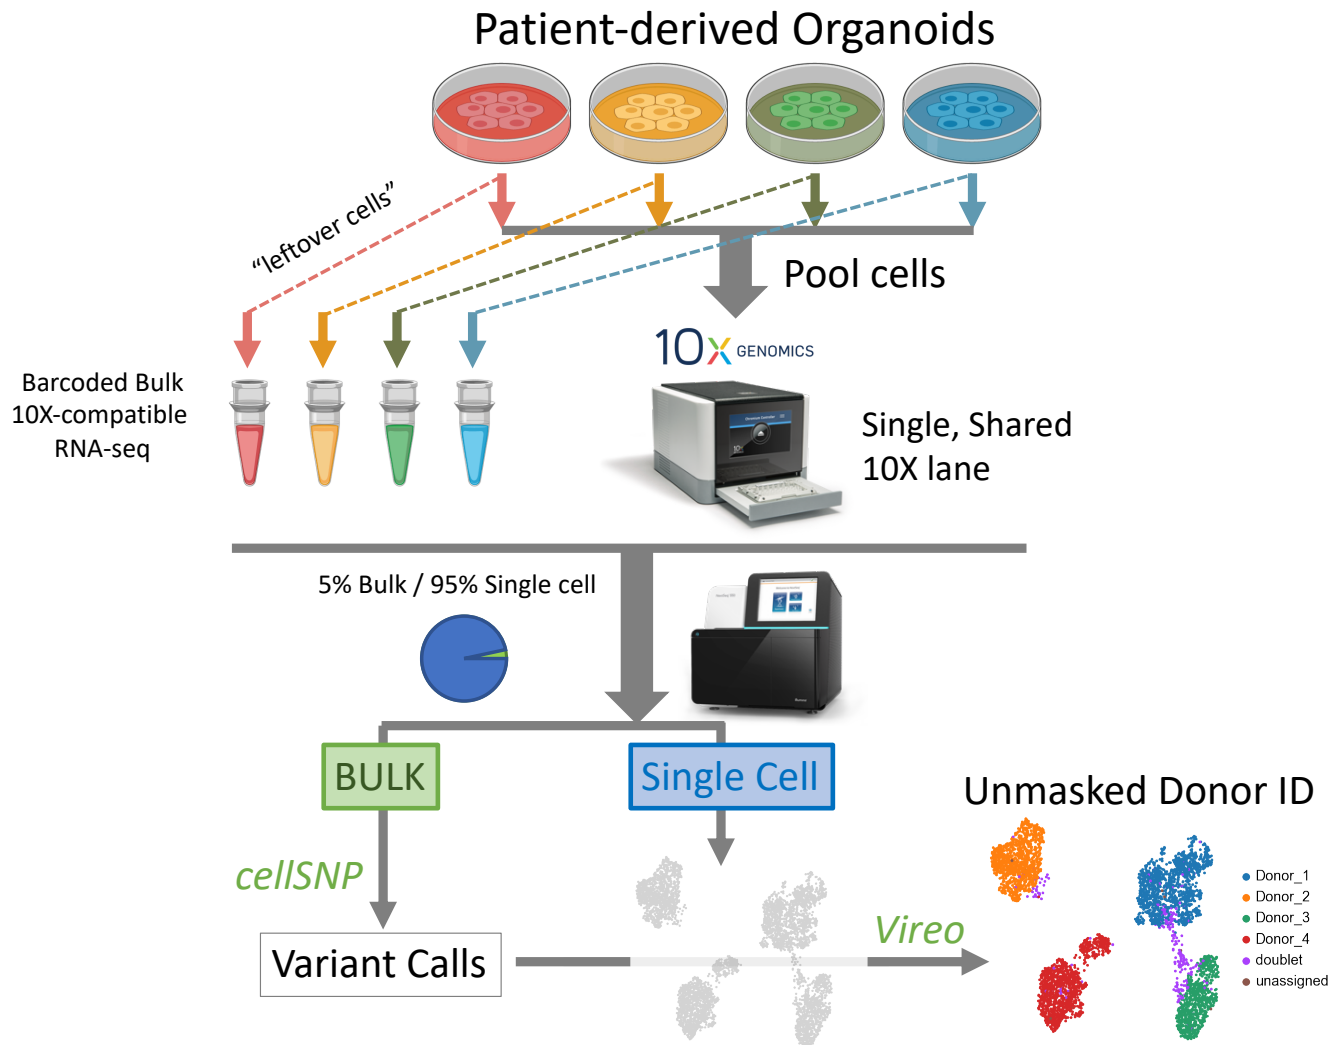 Patient-derived Organoids
“leftover cells”
Pool cells
10X GENOMICS
Barcoded Bulk
10X-compatible
RNA-seq
Single, Shared
10X lane
5% Bulk / 95% Single cell
BULK
Single Cell
Unmasked Donor ID
cellSNP
Vireo
Variant Calls
Donor_1
Donor_2
Donor_3
Donor_4
doublet
unassigned